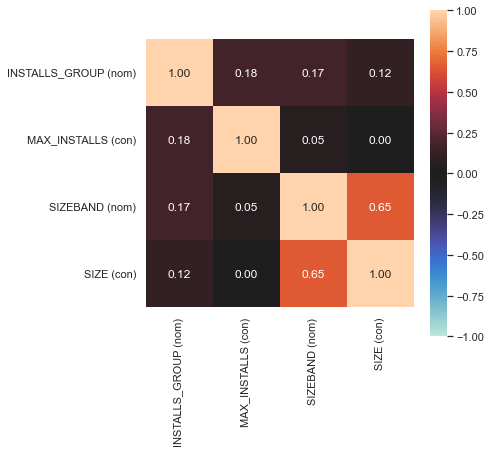 INSTALLS_GROUP (nom) 1.00 0.18 0.17 0.12
MAX_INSTALLS (con) 0.18 1.00 0.05 0.00
SIZEBAND (nom) 0.17 0.05 1.00 0.65
SIZE (con) 0.12 0.00 0.65 1.00
INSTALLS_GROUP (nom)
MAX_INSTALLS (con)
SIZEBAND (nom)
SIZE (con)
1.00
0.75
0.50
0.25
0.00
−0.25
−0.50
−0.75
−1.00